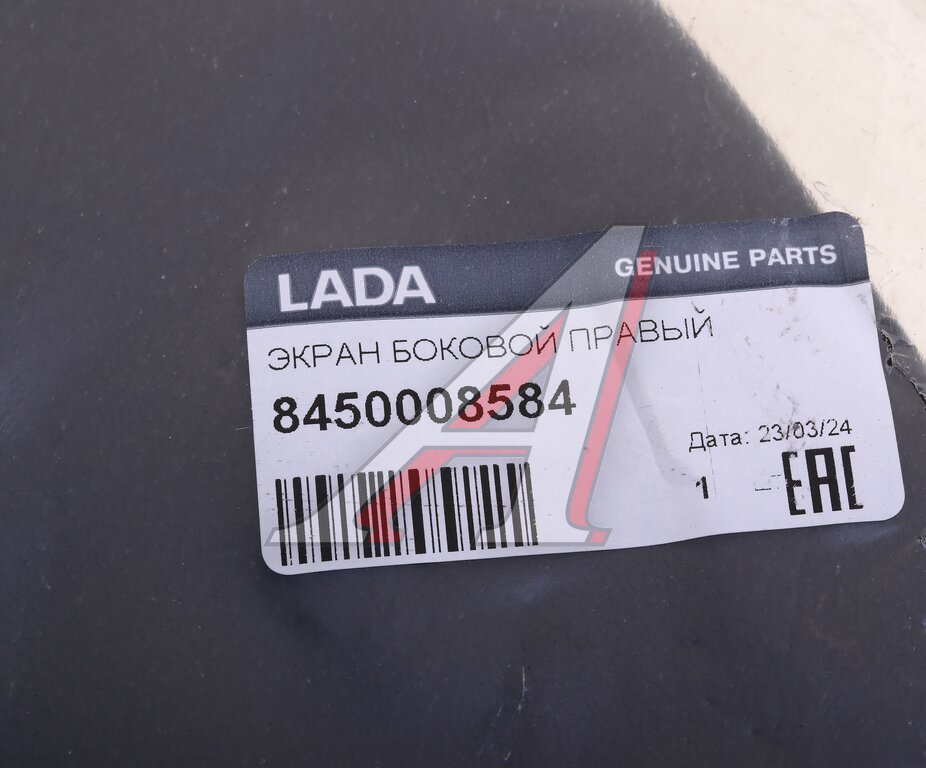 LADA
GENUINE PARTS
ЭКРАН БОКОВОЙ ПРАВЫЙ
8450008584
Дата: 23/03/24
1
EAC